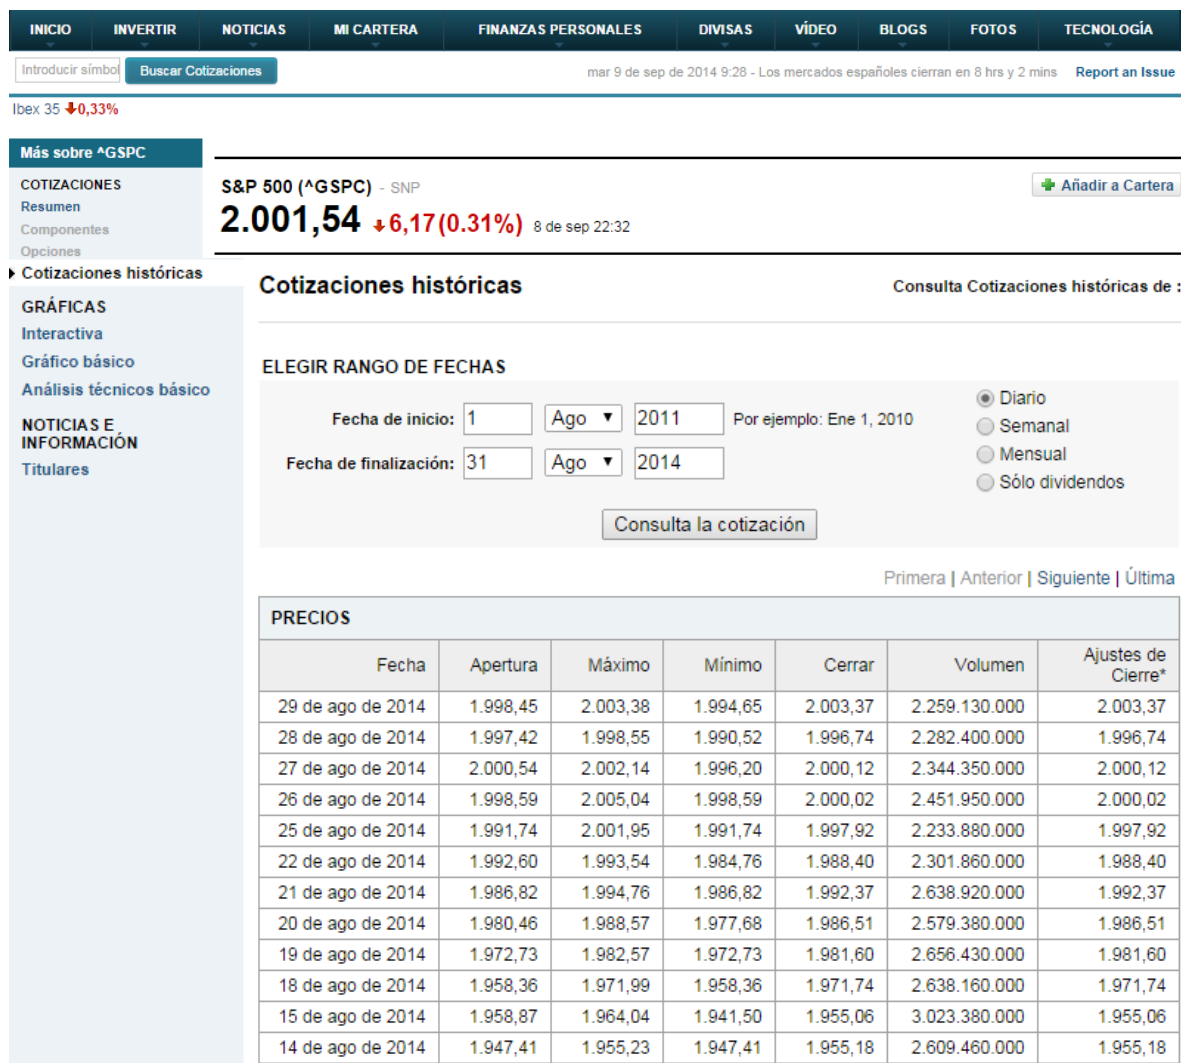 INICIO INVERTIR NOTICIAS MI CARTERA FINANZAS PERSONALES DIVISAS VÍDEO BLOGS FOTOS TECNOLOGÍA
Introducir símbol Buscar Cotizaciones mar 9 de sep de 2014 9:28 - Los mercados españoles cierran en 8 hrs y 2 mins Report an Issue
Ibex 35 0,33%
Más sobre ^GSPC
COTIZACIONES
Resumen
Componentes
Opciones
Cotizaciones históricas
GRÁFICAS
Interactiva
Gráfico básico
Análisis técnicos básico
NOTICIAS E
INFORMACIÓN
Titulares
S&P 500 (^GSPC) - SNP
Añadir a Cartera
2.001,54 6,17(0.31%) 8 de sep 22:32
Cotizaciones históricas
Consulta Cotizaciones históricas de :
ELEGIR RANGO DE FECHAS
Fecha de inicio: 1 Ago 2011 Por ejemplo: Ene 1, 2010
Fecha de finalización: 31 Ago 2014
Diario
Semanal
Mensual
Sólo dividendos
Consulta la cotización
Primera | Anterior | Siguiente | Última
PRECIOS
Fecha Apertura Máximo Mínimo Cerrar Volumen Ajustes de Cierre*
29 de ago de 2014 1.998,45 2.003,38 1.994,65 2.003,37 2.259.130.000 2.003,37
28 de ago de 2014 1.997,42 1.998,55 1.990,52 1.996,74 2.282.400.000 1.996,74
27 de ago de 2014 2.000,54 2.002,14 1.996,20 2.000,12 2.344.350.000 2.000,12
26 de ago de 2014 1.998,59 2.005,04 1.998,59 2.000,02 2.451.950.000 2.000,02
25 de ago de 2014 1.991,74 2.001,95 1.991,74 1.997,92 2.233.880.000 1.997,92
22 de ago de 2014 1.992,60 1.993,54 1.984,76 1.988,40 2.301.860.000 1.988,40
21 de ago de 2014 1.986,82 1.994,76 1.986,82 1.992,37 2.638.920.000 1.992,37
20 de ago de 2014 1.980,46 1.988,57 1.977,68 1.986,51 2.579.380.000 1.986,51
19 de ago de 2014 1.972,73 1.982,57 1.972,73 1.981,60 2.656.430.000 1.981,60
18 de ago de 2014 1.958,36 1.971,99 1.958,36 1.971,74 2.638.160.000 1.971,74
15 de ago de 2014 1.958,87 1.964,04 1.941,50 1.955,06 3.023.380.000 1.955,06
14 de ago de 2014 1.947,41 1.955,23 1.947,41 1.955,18 2.609.460.000 1.955,18